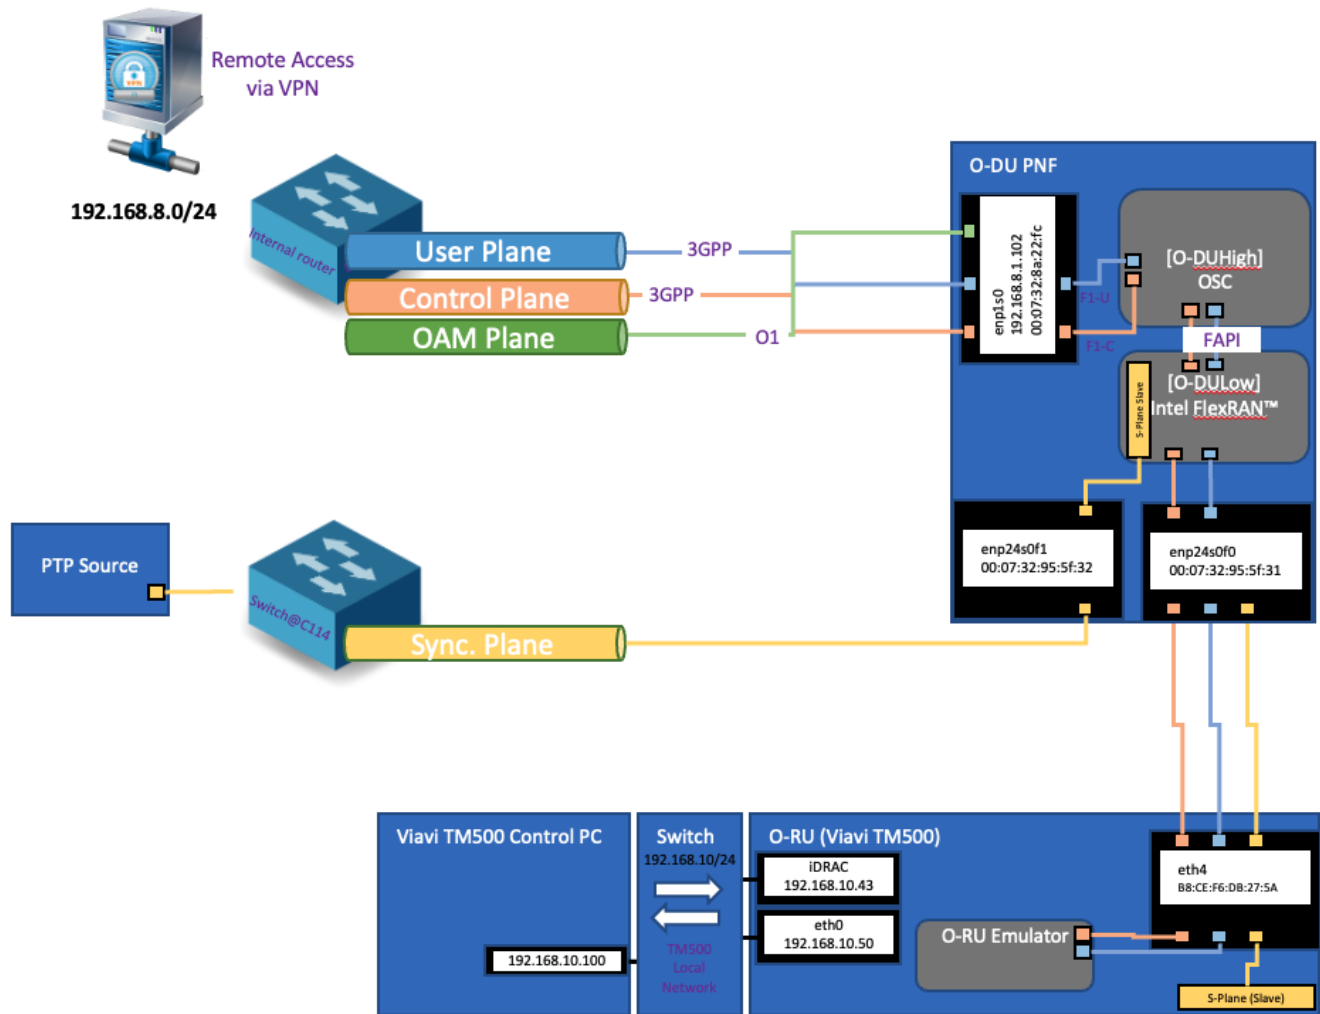 Remote Access
via VPN
VPN
192.168.8.0/24
Internal router
User Plane
Control Plane
OAM Plane
3GPP
3GPP
O1
O-DU PNF
enp1s0
192.168.8.1.102
00:07:32:8a:22:fc
F1-U
F1-C
[O-DUHigh]
OSC
FAPI
[O-DULow]
Intel FlexRAN™
S-Plane Slave
enp24s0f1
00:07:32:95:5f:32
enp24s0f0
00:07:32:95:5f:31
PTP Source
Switch@C114
Sync. Plane
Viavi TM500 Control PC
192.168.10.100
Switch
192.168.10/24
TM500
Local
Network
O-RU (Viavi TM500)
iDRAC
192.168.10.43
eth0
192.168.10.50
O-RU Emulator
eth4
B8:CE:F6:DB:27:5A
S-Plane (Slave)